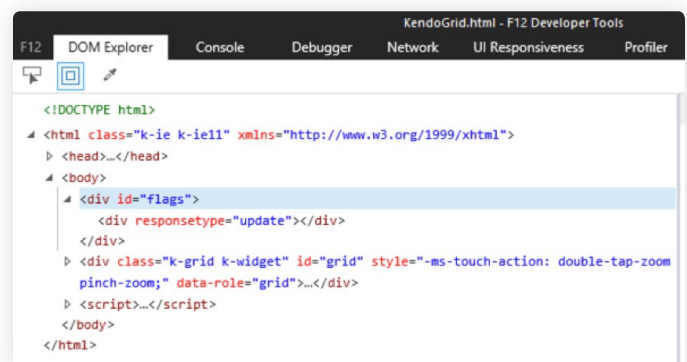 KendoGrid.html - F12 Developer Tools
F12 DOM Explorer Console Debugger Network UI Responsiveness Profiler
<!DOCTYPE html>
<html class="k-ie k-ie11" xmlns="http://www.w3.org/1999/xhtml">
<head>...</head>
<body>
<div id="flags">
<div responsetype="update"></div>
</div>
<div class="k-grid k-widget" id="grid" style="-ms-touch-action: double-tap-zoom
pinch-zoom;" data-role="grid">...</div>
<script>...</script>
</body>
</html>